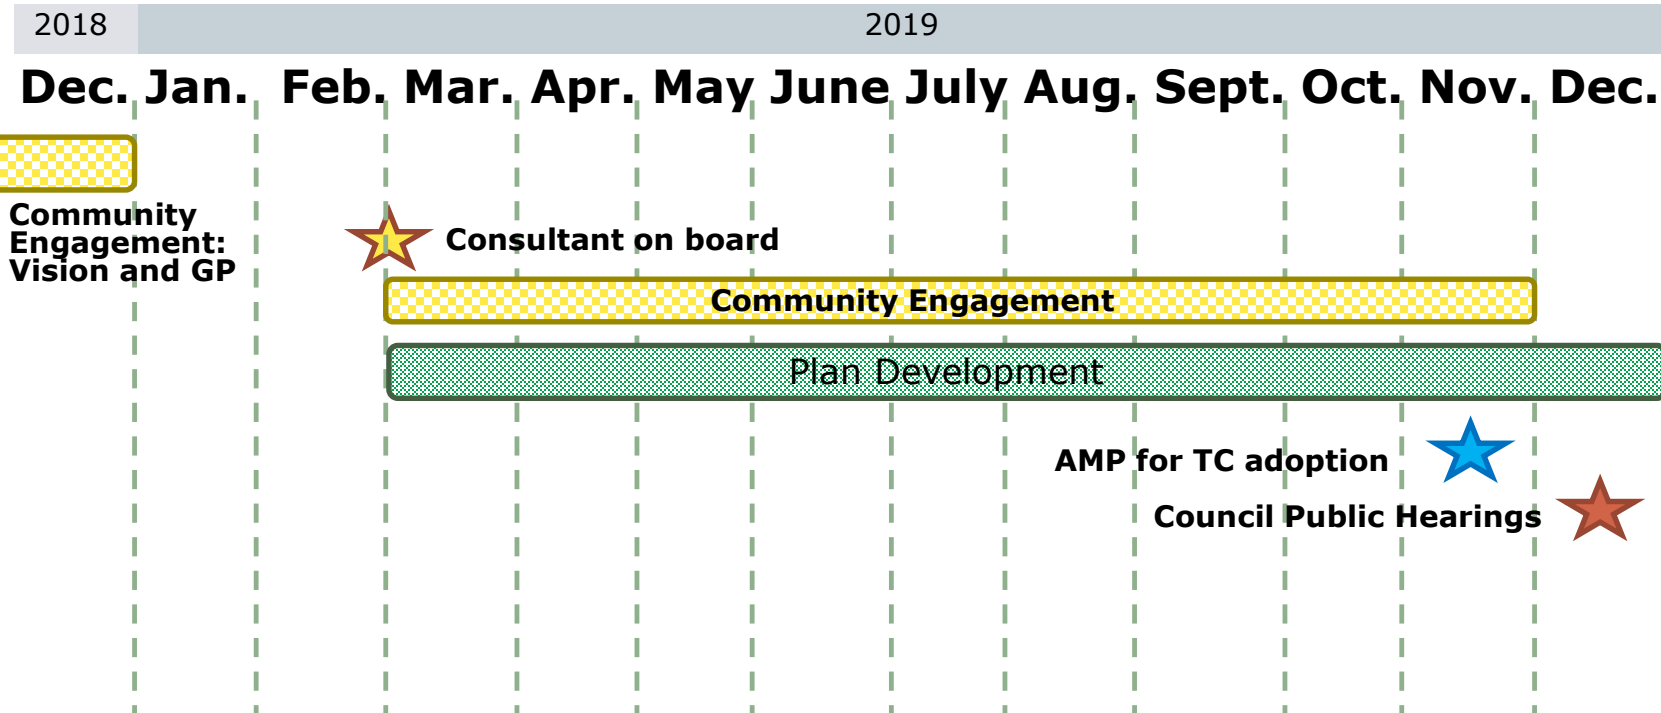 2018 2019
Dec. Jan. Feb. Mar. Apr. May June July Aug. Sept. Oct. Nov. Dec.
Community
Engagement:
Vision and GP
Consultant on board
Community Engagement
Plan Development
AMP for TC adoption
Council Public Hearings